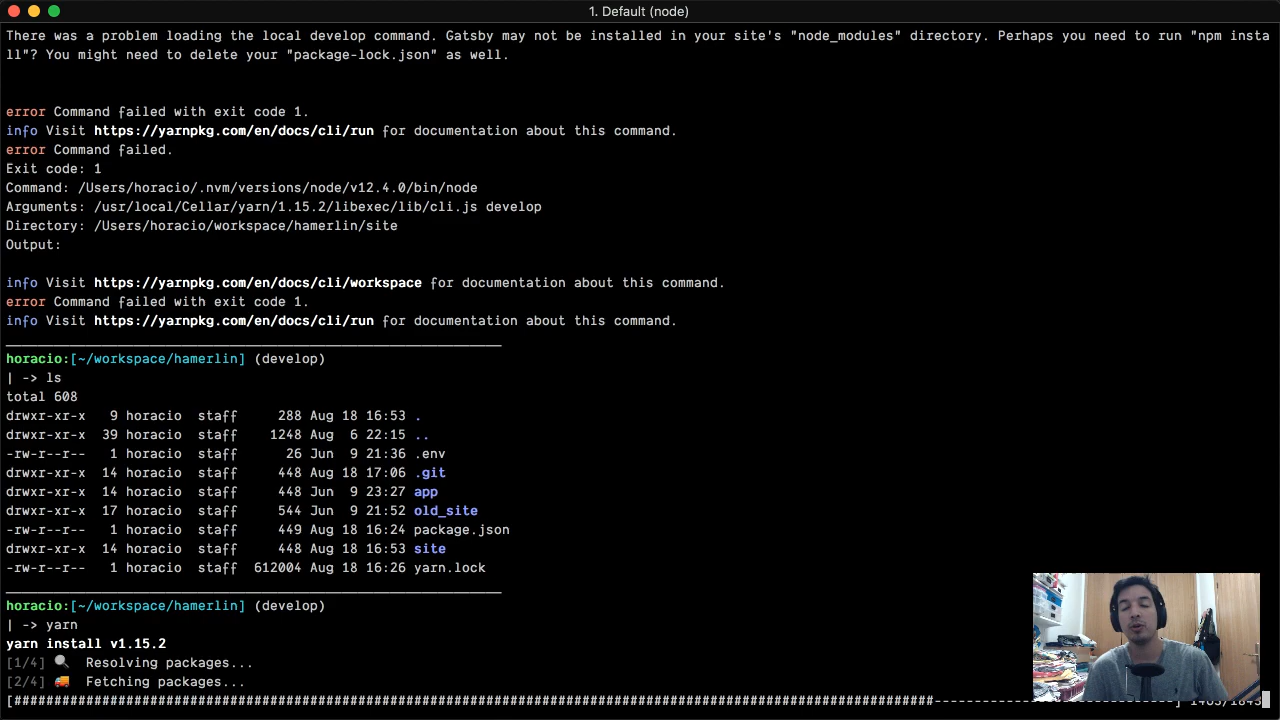 1. Default (node)
There was a problem loading the local develop command. Gatsby may not be installed in your site's "node_modules" directory. Perhaps you need to run "npm insta
ll"? You might need to delete your "package-lock.json" as well.
error Command failed with exit code 1.
info Visit https://yarnpkg.com/en/docs/cli/run for documentation about this command.
error Command failed.
Exit code: 1
Command: /Users/horacio/.nvm/versions/node/v12.4.0/bin/node
Arguments: /usr/local/Cellar/yarn/1.15.2/libexec/lib/cli.js develop
Directory: /Users/horacio/workspace/hamerlin/site
Output:
info Visit https://yarnpkg.com/en/docs/cli/workspace for documentation about this command.
error Command failed with exit code 1.
info Visit https://yarnpkg.com/en/docs/cli/run for documentation about this command.
horacio:[~/workspace/hamerlin] (develop)
| -> ls
total 608
drwxr-xr-x 9 horacio staff 288 Aug 18 16:53 .
drwxr-xr-x 39 horacio staff 1248 Aug 6 22:15 ..
-rw-r--r-- 1 horacio staff 26 Jun 9 21:36 .env
drwxr-xr-x 14 horacio staff 448 Aug 18 17:06 .git
drwxr-xr-x 14 horacio staff 448 Jun 9 23:27 app
drwxr-xr-x 17 horacio staff 544 Jun 9 21:52 old_site
-rw-r--r-- 1 horacio staff 449 Aug 18 16:24 package.json
drwxr-xr-x 14 horacio staff 448 Aug 18 16:53 site
-rw-r--r-- 1 horacio staff 612004 Aug 18 16:26 yarn.lock
horacio:[~/workspace/hamerlin] (develop)
| -> yarn
yarn install v1.15.2
[1/4] 🔍 Resolving packages...
[2/4] 🚚 Fetching packages...